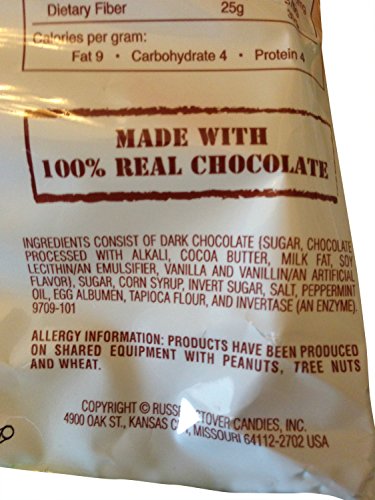 Dietary Fiber 25g
Calories per gram:
Fat 9 • Carbohydrate 4 • Protein 4
MADE WITH
100% REAL CHOCOLATE
INGREDIENTS CONSIST OF DARK CHOCOLATE {SUGAR, CHOCOLATE
PROCESSED WITH ALKALI, COCOA BUTTER, MILK FAT, SOY
LECITHIN/AN EMULSIFIER, VANILLA AND VANILLIN/AN ARTIFICIAL
FLAVOR}, SUGAR, CORN SYRUP, INVERT SUGAR, SALT, PEPPERMINT
OIL, EGG ALBUMEN, TAPIOCA FLOUR, AND INVERTASE (AN ENZYME).
9709-101
ALLERGY INFORMATION: PRODUCTS HAVE BEEN PRODUCED
ON SHARED EQUIPMENT WITH PEANUTS, TREE NUTS
AND WHEAT.
COPYRIGHT © RUSSELL STOVER CANDIES, INC.
4900 OAK ST., KANSAS CITY, MISSOURI 64112-2702 USA